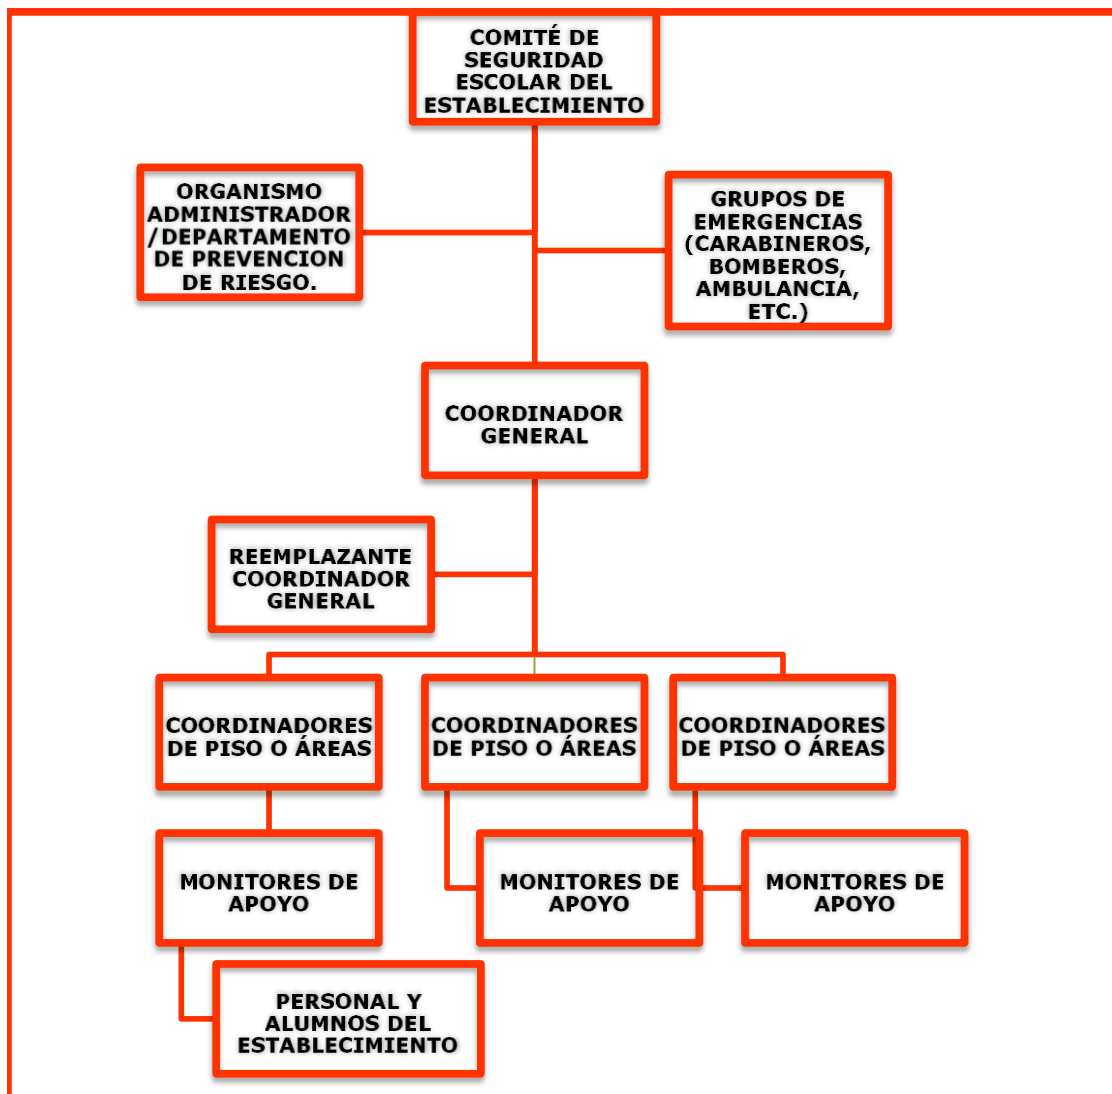 COMITÉ DE
SEGURIDAD
ESCOLAR DEL
ESTABLECIMIENTO
ORGANISMO
ADMINISTRADOR
/DEPARTAMENTO
DE PREVENCION
DE RIESGO.
GRUPOS DE
EMERGENCIAS
(CARABINEROS,
BOMBEROS,
AMBULANCIA,
ETC.)
COORDINADOR
GENERAL
REEMPLAZANTE
COORDINADOR
GENERAL
COORDINADORES
DE PISO O ÁREAS
COORDINADORES
DE PISO O ÁREAS
COORDINADORES
DE PISO O ÁREAS
MONITORES DE
APOYO
MONITORES DE
APOYO
MONITORES DE
APOYO
PERSONAL Y
ALUMNOS DEL
ESTABLECIMIENTO